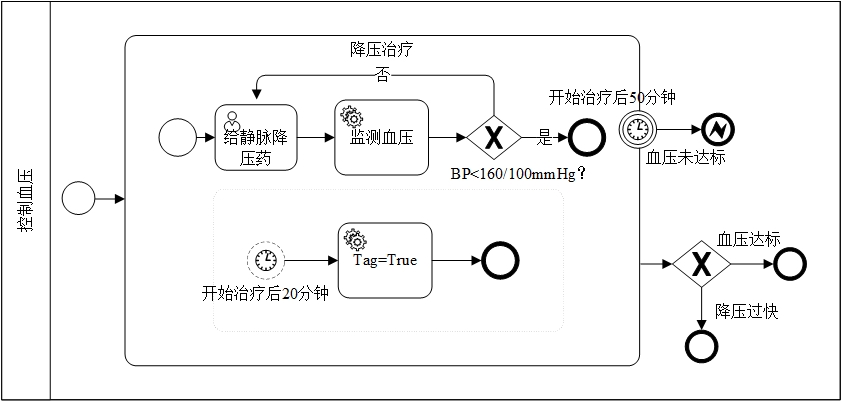 控制血压
降压治疗
否
给静脉降
压药
监测血压
是
BP<160/100mmHg?
开始治疗后50分钟
血压未达标
开始治疗后20分钟
Tag=True
血压达标
降压过快